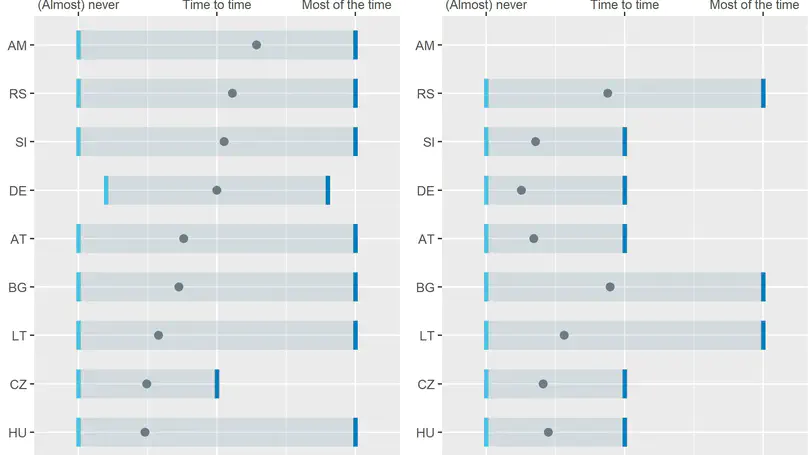 (Almost) never Time to time Most of the time (Almost) never Time to time Most of the time
AM AM
RS RS
SI SI
DE DE
AT AT
BG BG
LT LT
CZ CZ
HU HU